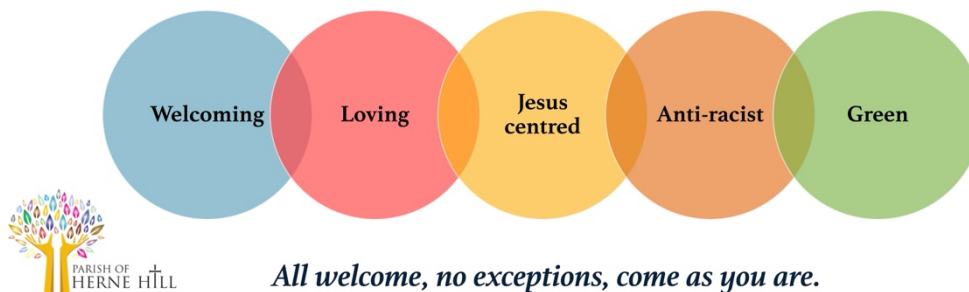 Welcoming
Loving
Jesus
centred
Anti-racist
Green
PARISH OF
HERNE HILL
All welcome, no exceptions, come as you are.